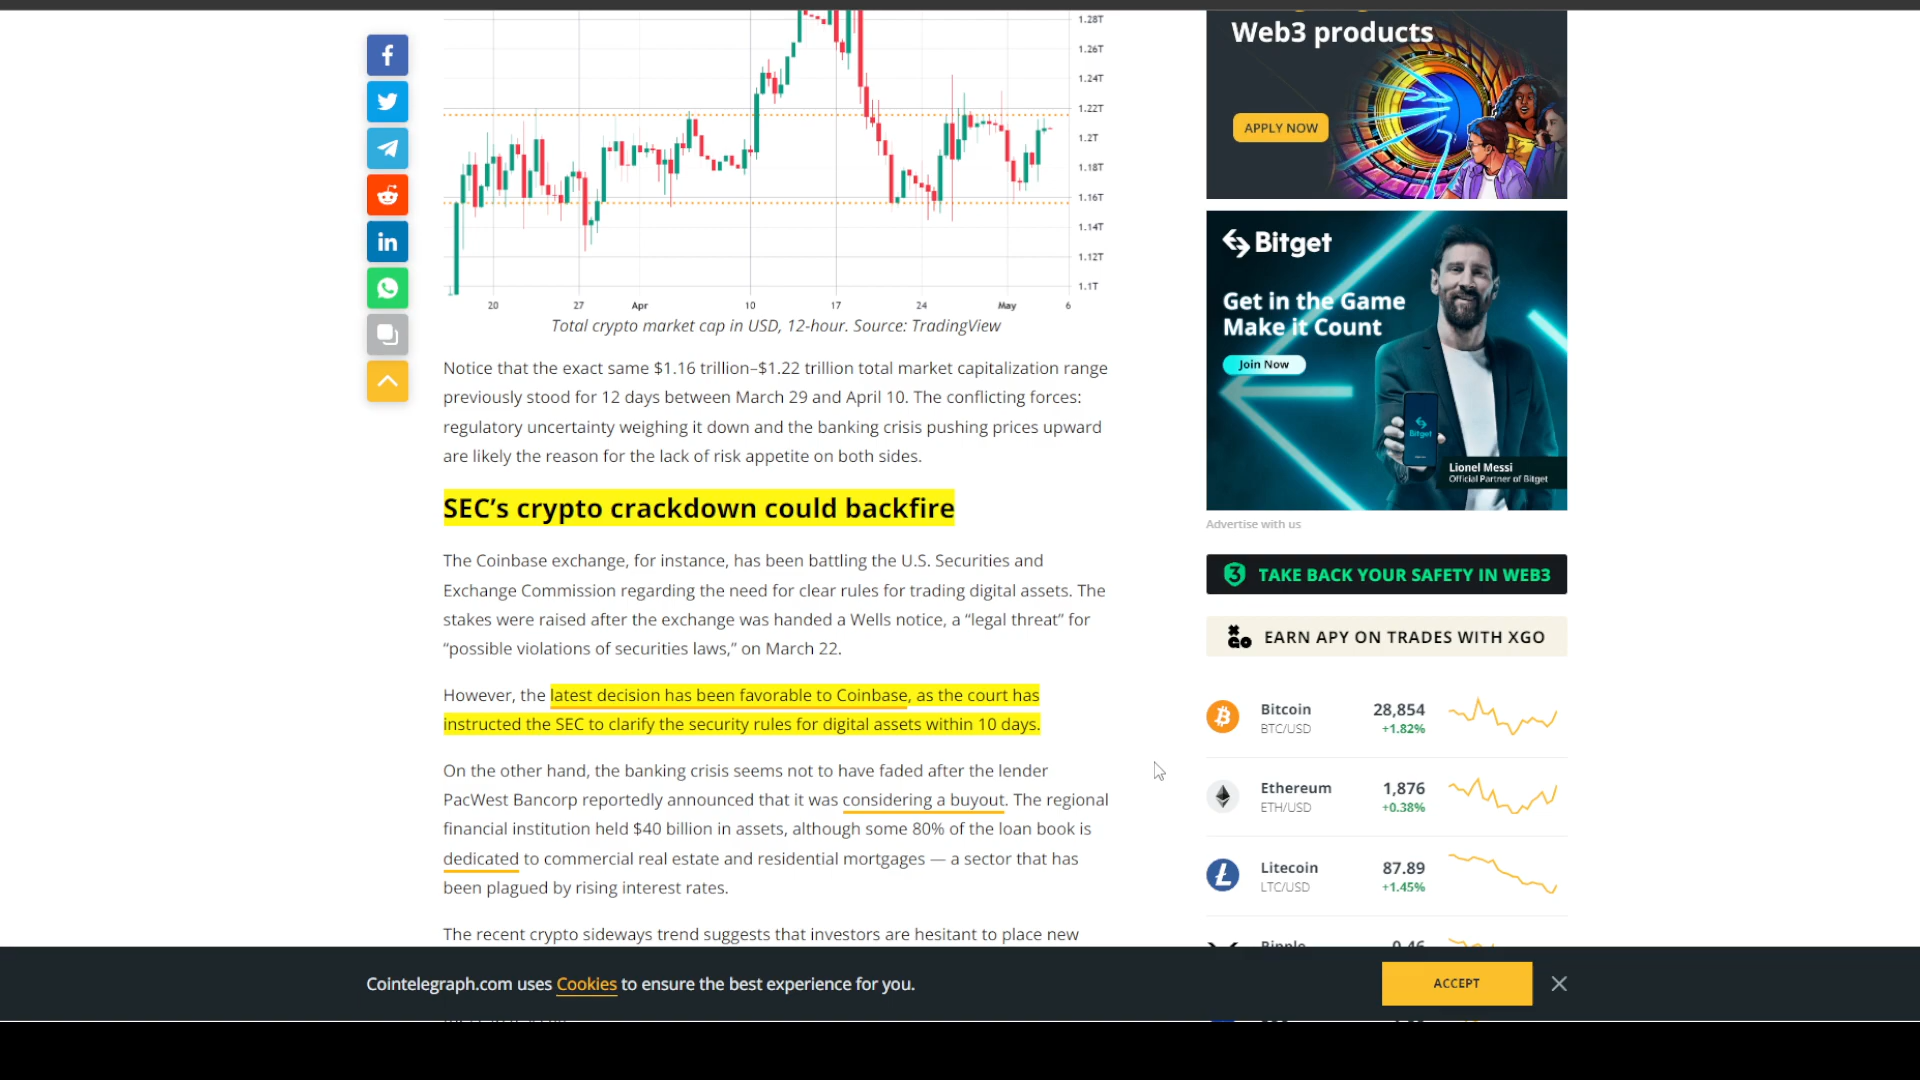 1.28T
1.26T
1.24T
1.22T
1.2T
1.18T
1.16T
1.14T
1.12T
1.1T
20 27 Apr 10 17 24 May 6
Total crypto market cap in USD, 12-hour. Source: TradingView
Notice that the exact same $1.16 trillion–$1.22 trillion total market capitalization range
previously stood for 12 days between March 29 and April 10. The conflicting forces:
regulatory uncertainty weighing it down and the banking crisis pushing prices upward
are likely the reason for the lack of risk appetite on both sides.
SEC’s crypto crackdown could backfire
The Coinbase exchange, for instance, has been battling the U.S. Securities and
Exchange Commission regarding the need for clear rules for trading digital assets. The
stakes were raised after the exchange was handed a Wells notice, a “legal threat” for
“possible violations of securities laws,” on March 22.
However, the latest decision has been favorable to Coinbase, as the court has
instructed the SEC to clarify the security rules for digital assets within 10 days.
On the other hand, the banking crisis seems not to have faded after the lender
PacWest Bancorp reportedly announced that it was considering a buyout. The regional
financial institution held $40 billion in assets, although some 80% of the loan book is
dedicated to commercial real estate and residential mortgages — a sector that has
been plagued by rising interest rates.
The recent crypto sideways trend suggests that investors are hesitant to place new
Web3 products
APPLY NOW
Bitget
Get in the Game
Make it Count
Join Now
Bitget
Lionel Messi
Official Partner of Bitget
Advertise with us
TAKE BACK YOUR SAFETY IN WEB3
EARN APY ON TRADES WITH XGO
Bitcoin 28,854
BTC/USD +1.82%
Ethereum 1,876
ETH/USD +0.38%
Litecoin 87.89
LTC/USD +1.45%
Ripple 0.46
Cointelegraph.com uses Cookies to ensure the best experience for you.
ACCEPT